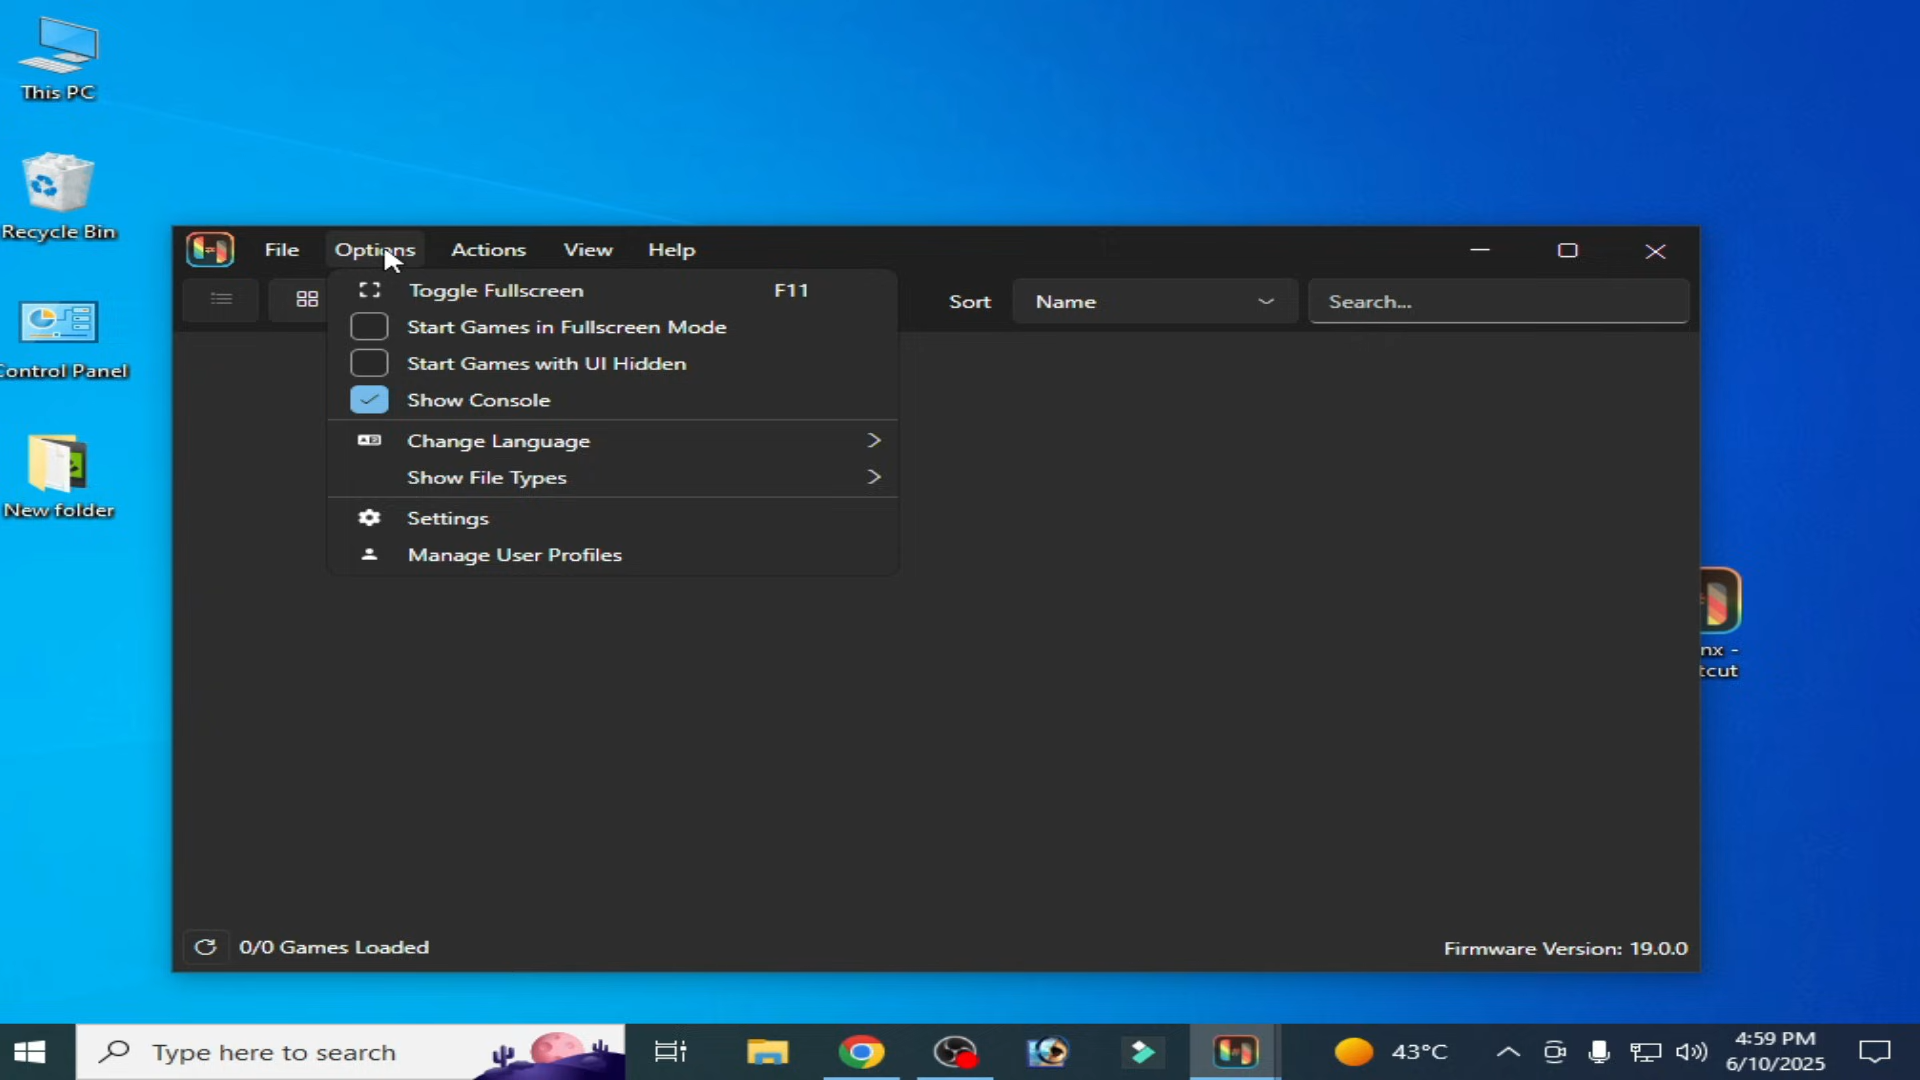 This PC
Recycle Bin
Control Panel
New folder
File Options Actions View Help
Toggle Fullscreen F11
Start Games in Fullscreen Mode
Start Games with UI Hidden
Show Console
Change Language
Show File Types
Settings
Manage User Profiles
Sort Name Search...
nx -
tcut
0/0 Games Loaded
Firmware Version: 19.0.0
Type here to search
43°C
4:59 PM
6/10/2025